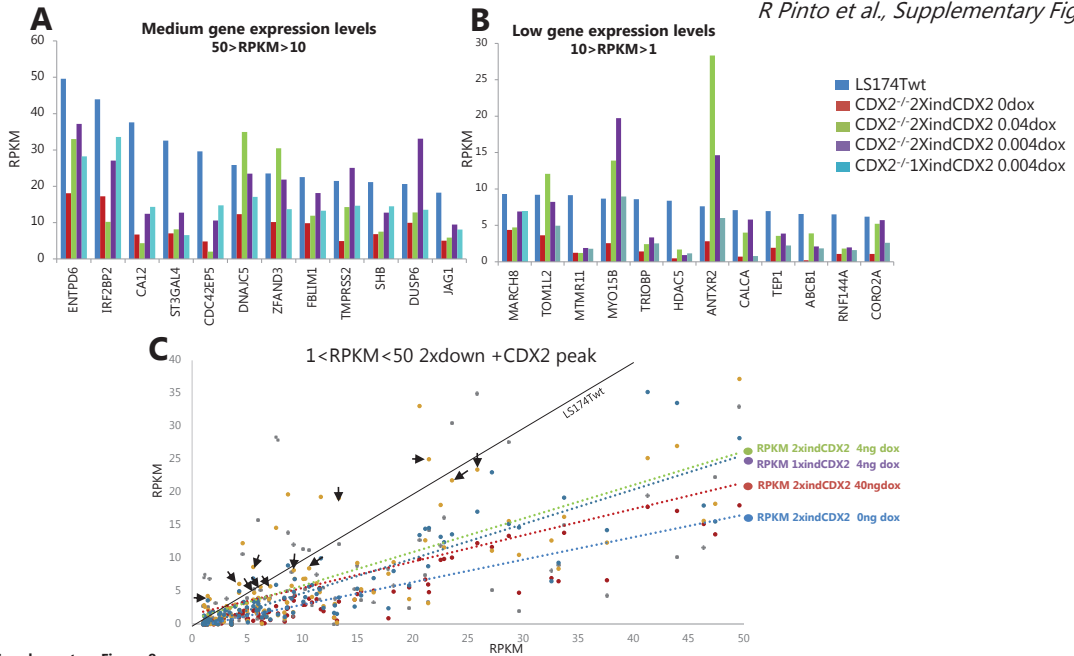 R Pinto et al., Supplementary Fig
A
Medium gene expression levels
50>RPKM>10
60
50
40
30
20
10
0
RPKM
ENTPD6
IRF2BP2
CA12
ST3GAL4
CDC42EP5
DNAJC5
ZFAND3
FBLIM1
TMPRSS2
SHB
DUSP6
JAG1
B
Low gene expression levels
10>RPKM>1
30
25
20
15
10
5
0
RPKM
MARCH8
TOM1L2
MTMR11
MYO15B
TRIOBP
HDAC5
ANTXR2
CALCA
TEP1
ABCB1
RNF144A
CORO2A
LS174Twt
CDX2-/-2XindCDX2 0dox
CDX2-/-2XindCDX2 0.04dox
CDX2-/-2XindCDX2 0.004dox
CDX2-/-1XindCDX2 0.004dox
C
1<RPKM<50 2xdown +CDX2 peak
40
35
30
25
20
15
10
5
0
RPKM
LS174Twt
RPKM 2xindCDX2 4ng dox
RPKM 1xindCDX2 4ng dox
RPKM 2xindCDX2 40ngdox
RPKM 2xindCDX2 0ng dox
0 5 10 15 20 25 30 35 40 45 50
RPKM